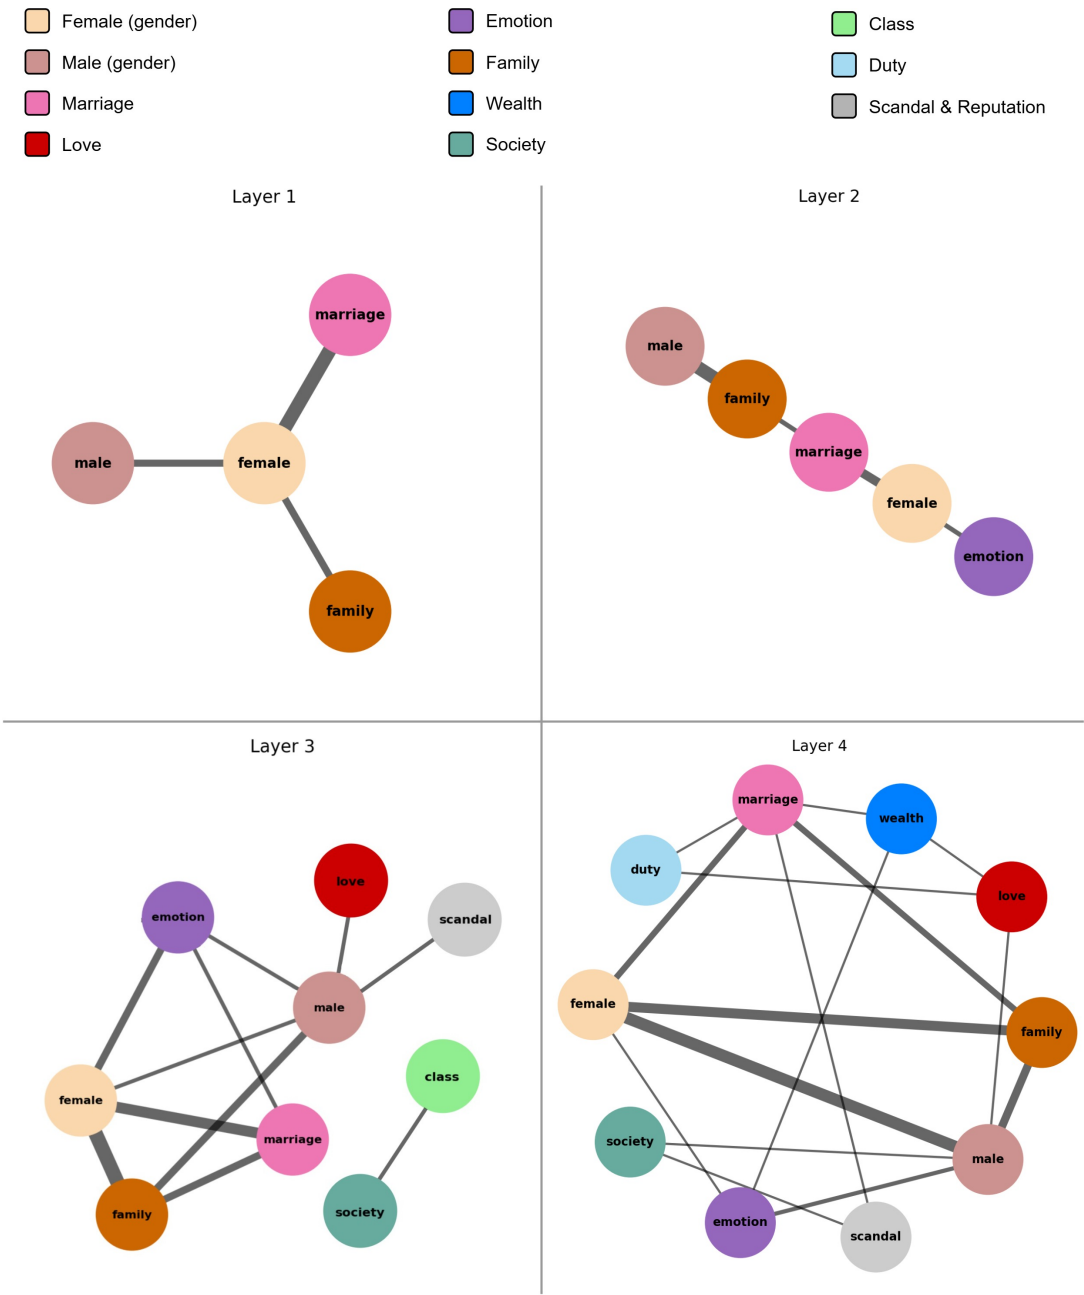 Female (gender)
Male (gender)
Marriage
Love
Emotion
Family
Wealth
Society
Class
Duty
Scandal & Reputation
Layer 1
marriage
male
female
family
Layer 2
male
family
marriage
female
emotion
Layer 3
love
emotion
scandal
male
class
female
marriage
society
family
Layer 4
marriage
wealth
duty
love
female
family
society
male
emotion
scandal